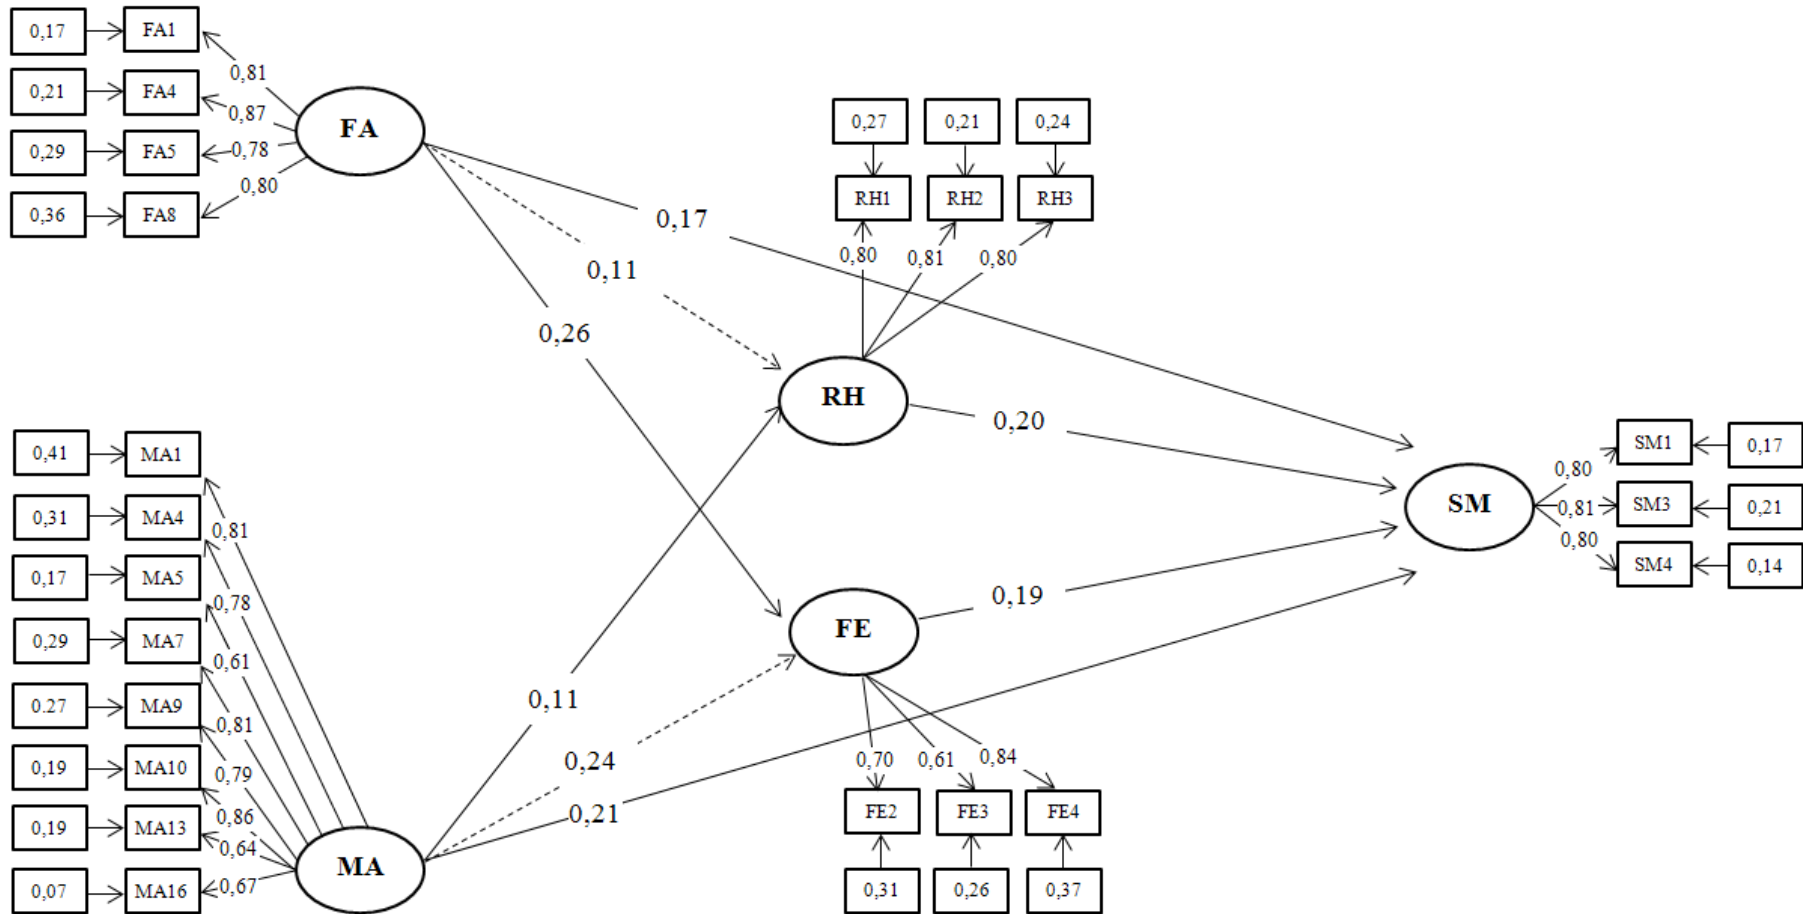 0,17 FA1
0,81
0,21 FA4
0,87
0,29 FA5
0,78
0,36 FA8
0,80
FA
0,17
0,11
0,26
0,27 0,21 0,24
RH1 RH2 RH3
0,80 0,81 0,80
RH
0,20
0,41 MA1
0,31 MA4
0,81
0,17 MA5
0,78
0,29 MA7
0,61
0.27 MA9
0,81
0,19 MA10
0,79
0,19 MA13
0,86
0,64
0,07 MA16
0,67
MA
0,11
0,24
0,21
FE
0,19
0,70 0,61 0,84
FE2 FE3 FE4
0,31 0,26 0,37
SM
0,80 SM1 0,17
0,81 SM3 0,21
0,80 SM4 0,14